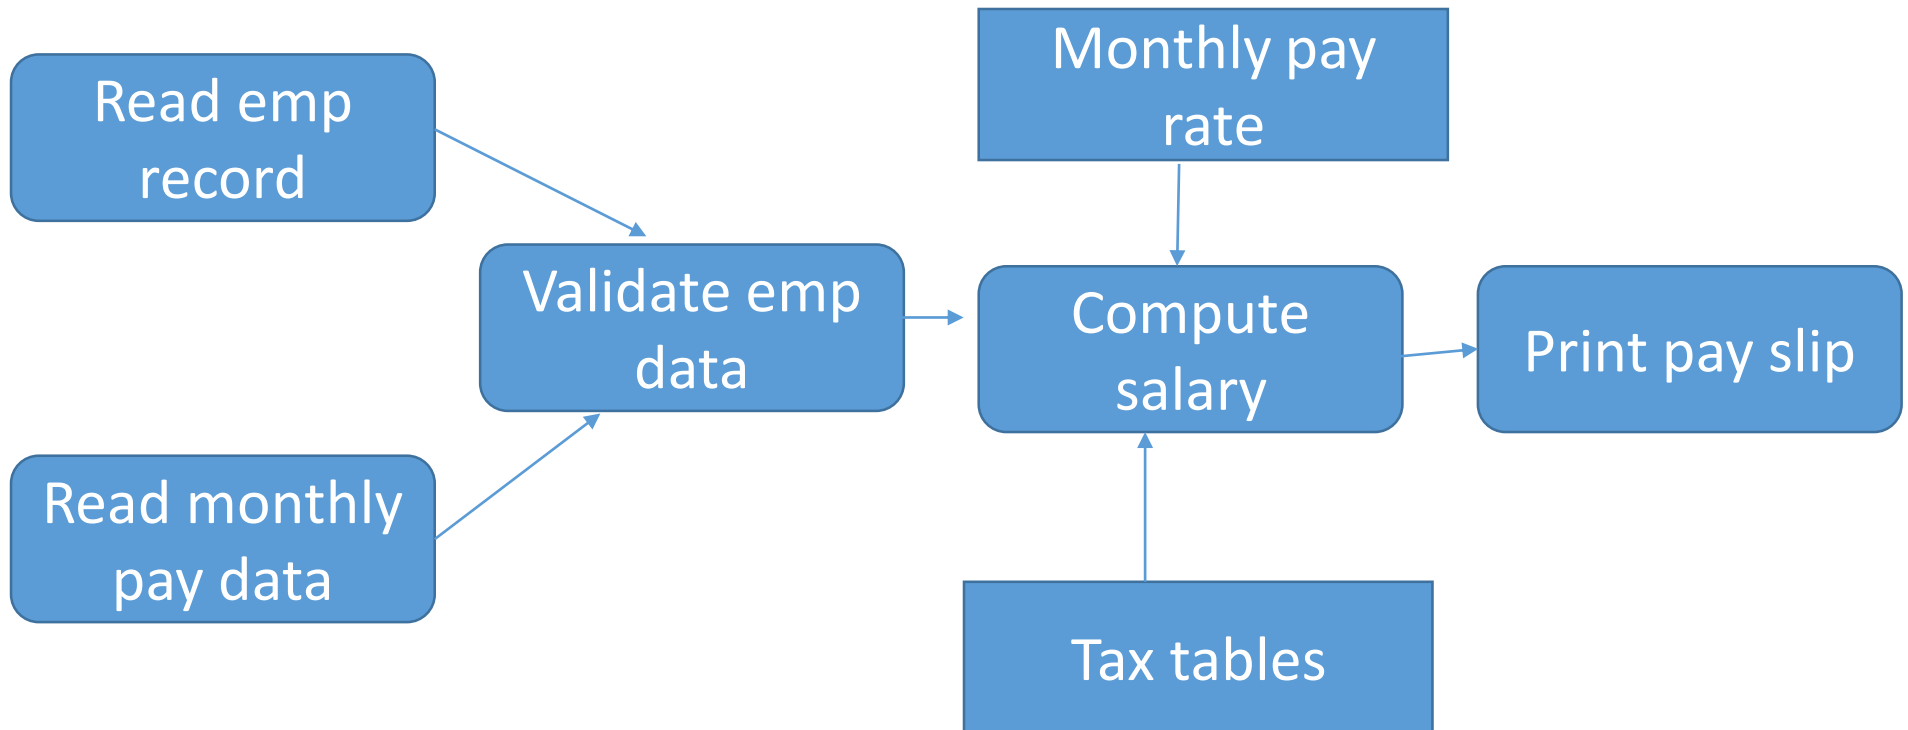 Read emp
record
Read monthly
pay data
Validate emp
data
Monthly pay
rate
Compute
salary
Tax tables
Print pay slip